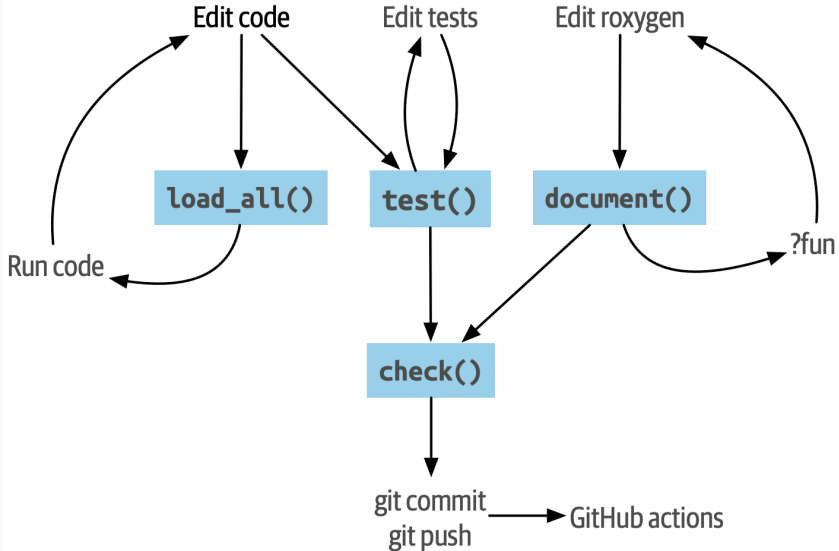 Edit code
Edit tests
Edit roxygen
load_all()
test()
document()
Run code
?fun
check()
git commit
git push
GitHub actions